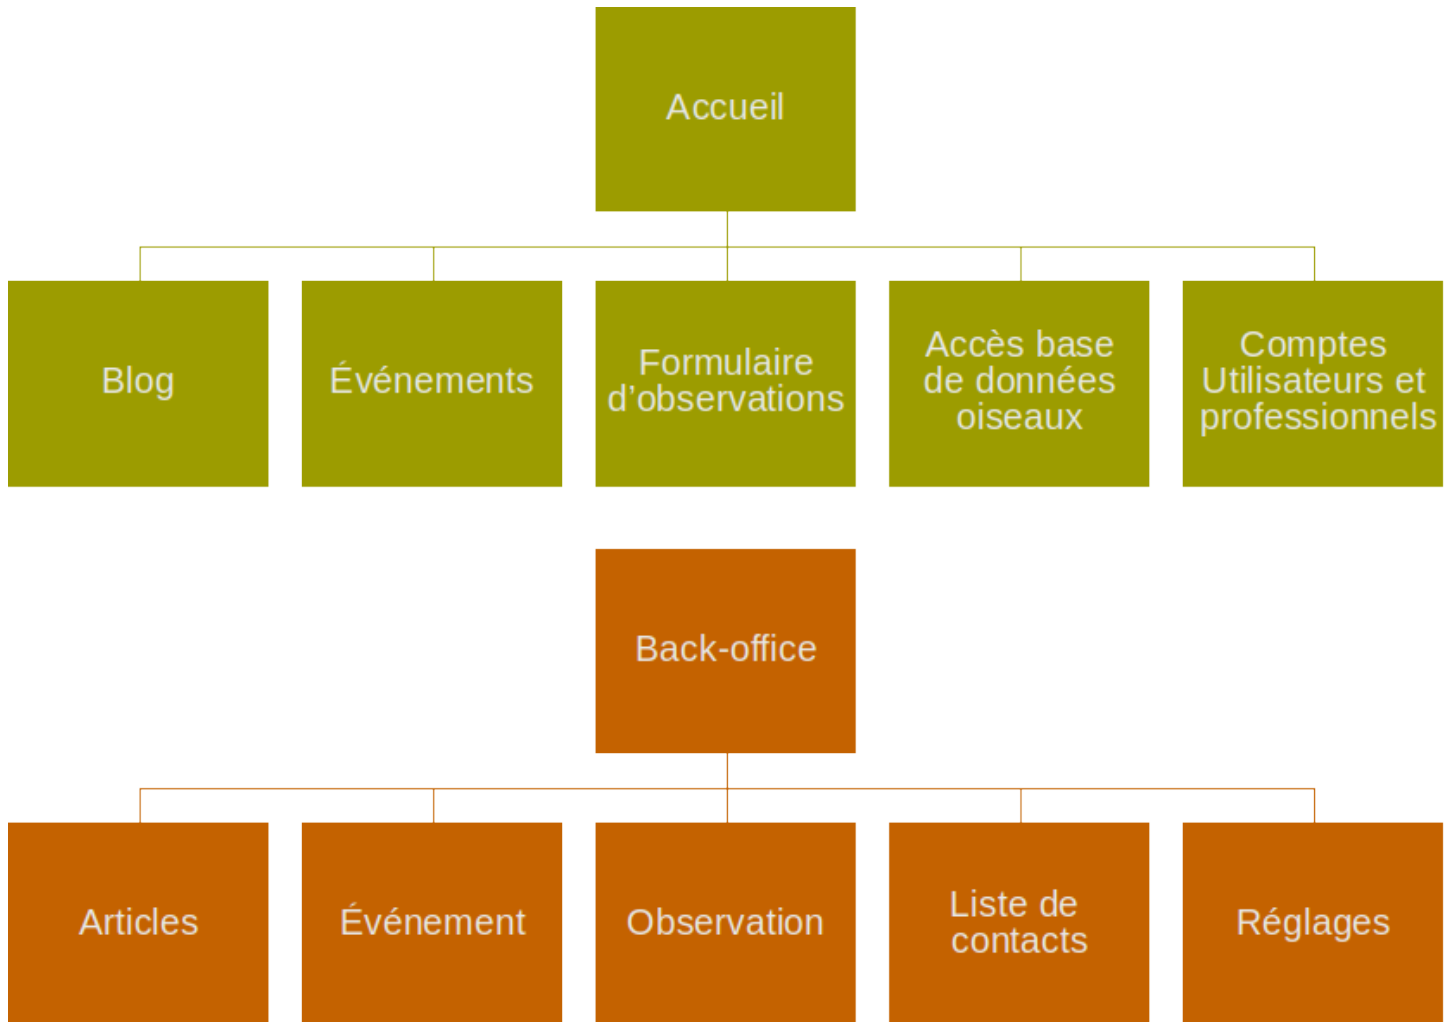 Accueil
Blog
Événements
Formulaire
d’observations
Accès base
de données
oiseaux
Comptes
Utilisateurs et
professionnels
Back-office
Articles
Événement
Observation
Liste de
contacts
Réglages